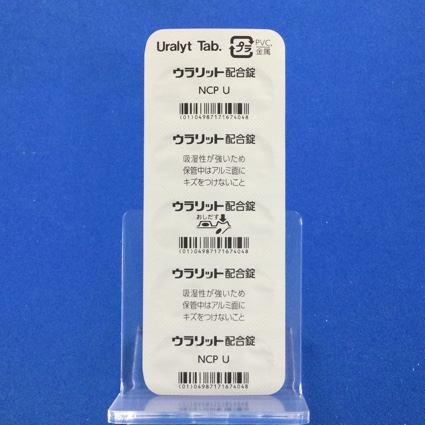 Uralyt Tab.
プラ
PVC,
金属
ウラリット配合錠
NCP U
(01)04987171674048
ウラリット配合錠
吸湿性が強いため
保管中はアルミ面に
キズをつけないこと
ウラリット配合錠
おしだす
(01)04987171674048
ウラリット配合錠
吸湿性が強いため
保管中はアルミ面に
キズをつけないこと
ウラリット配合錠
NCP U
(01)04987171674048